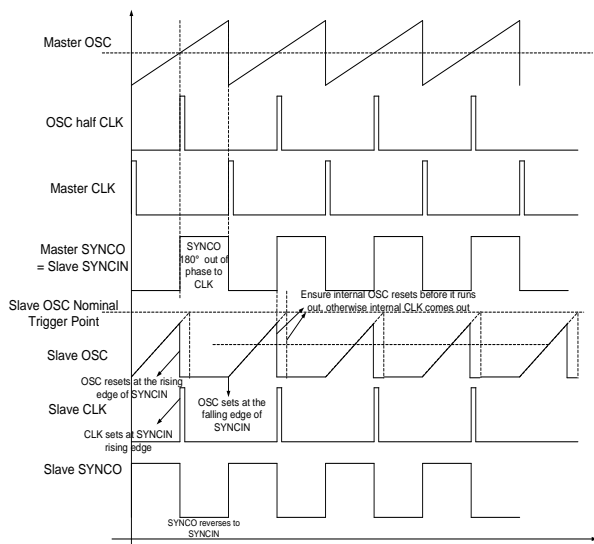 Master OSC
OSC half CLK
Master CLK
Master SYNCO
= Slave SYNCIN
SYNCO
180° out of
phase to
CLK
Ensure internal OSC resets before it runs
out, otherwise internal CLK comes out
Slave OSC Nominal
Trigger Point
Slave OSC
OSC resets at the rising
edge of SYNCIN
OSC sets at the
falling edge of
SYNCIN
Slave CLK
CLK sets at SYNCIN
rising edge
Slave SYNCO
SYNCO reverses to
SYNCIN